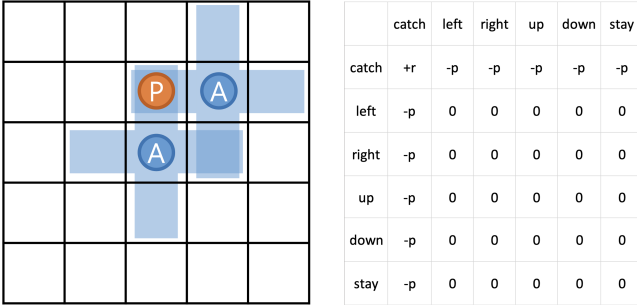 P
A
A
catch left right up down stay
catch +r -p -p -p -p -p
left -p 0 0 0 0 0
right -p 0 0 0 0 0
up -p 0 0 0 0 0
down -p 0 0 0 0 0
stay -p 0 0 0 0 0